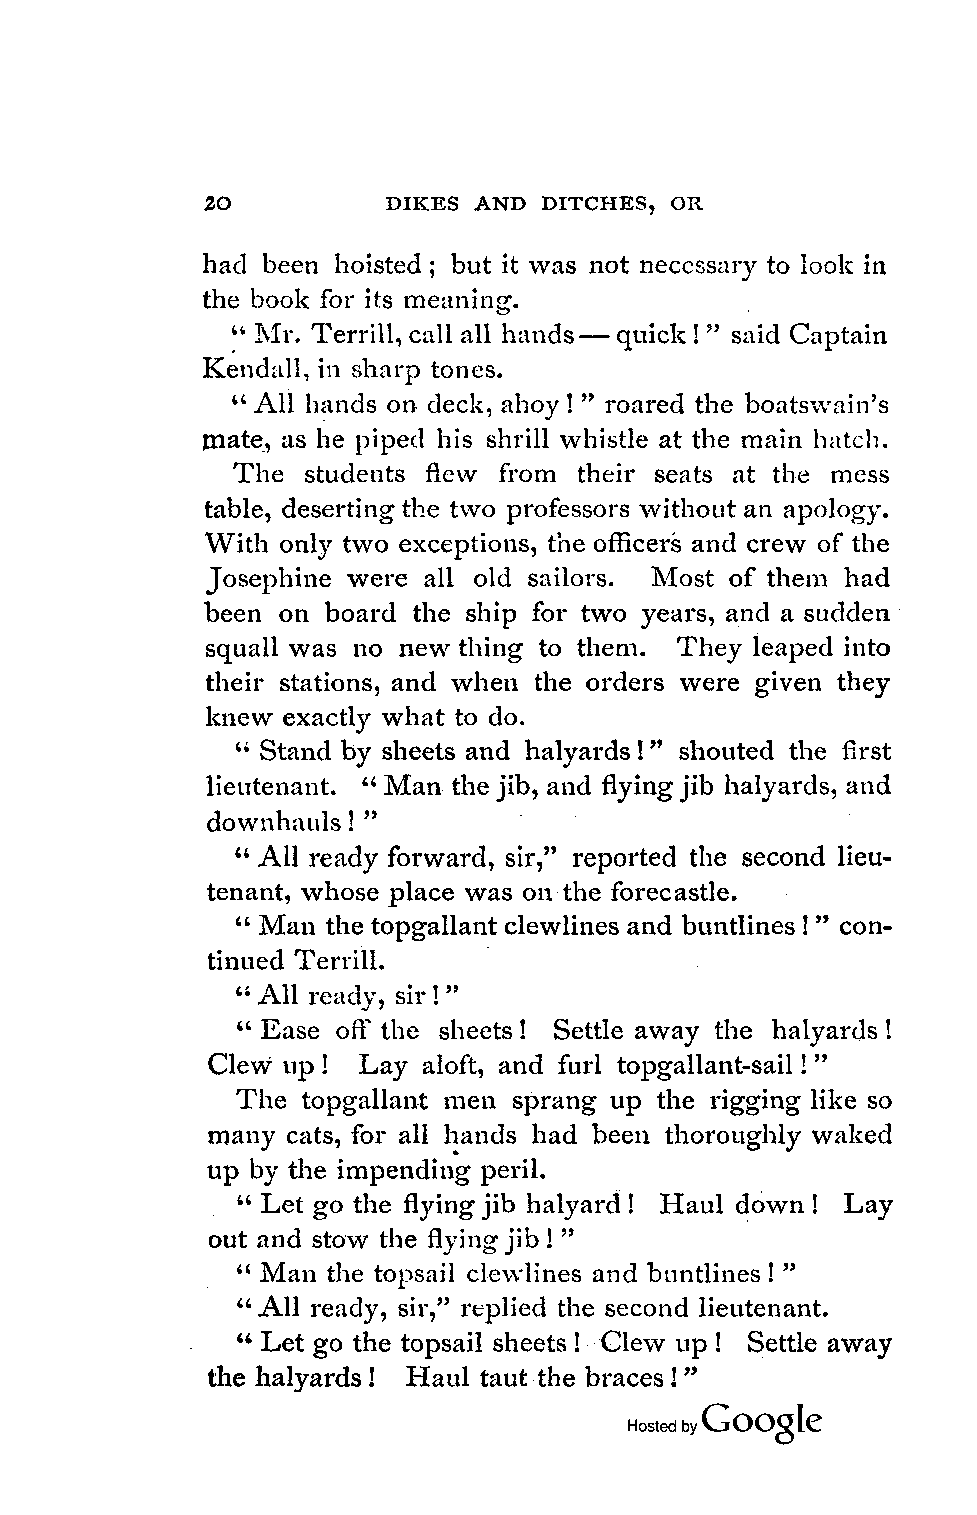 20 DIKES AND DITCHES, OR
had been hoisted; but it was not necessary to look in
the book for its meaning.
"Mr. Terrill, call all hands — quick!" said Captain
Kendall, in sharp tones.
"All hands on deck, ahoy!" roared the boatswain's
mate, as he piped his shrill whistle at the main hatch.
The students flew from their seats at the mess
table, deserting the two professors without an apology.
With only two exceptions, the officers and crew of the
Josephine were all old sailors. Most of them had
been on board the ship for two years, and a sudden
squall was no new thing to them. They leaped into
their stations, and when the orders were given they
knew exactly what to do.
"Stand by sheets and halyards!" shouted the first
lieutenant. "Man the jib, and flying jib halyards, and
downhauls!"
"All ready forward, sir," reported the second lieu-
tenant, whose place was on the forecastle.
"Man the topgallant clewlines and buntlines!" con-
tinued Terrill.
"All ready, sir!"
"Ease off the sheets! Settle away the halyards!
Clew up! Lay aloft, and furl topgallant-sail!"
The topgallant men sprang up the rigging like so
many cats, for all hands had been thoroughly waked
up by the impending peril.
"Let go the flying jib halyard! Haul down! Lay
out and stow the flying jib!"
"Man the topsail clewlines and buntlines!"
"All ready, sir," replied the second lieutenant.
"Let go the topsail sheets! Clew up! Settle away
the halyards! Haul taut the braces!"
Hosted by Google